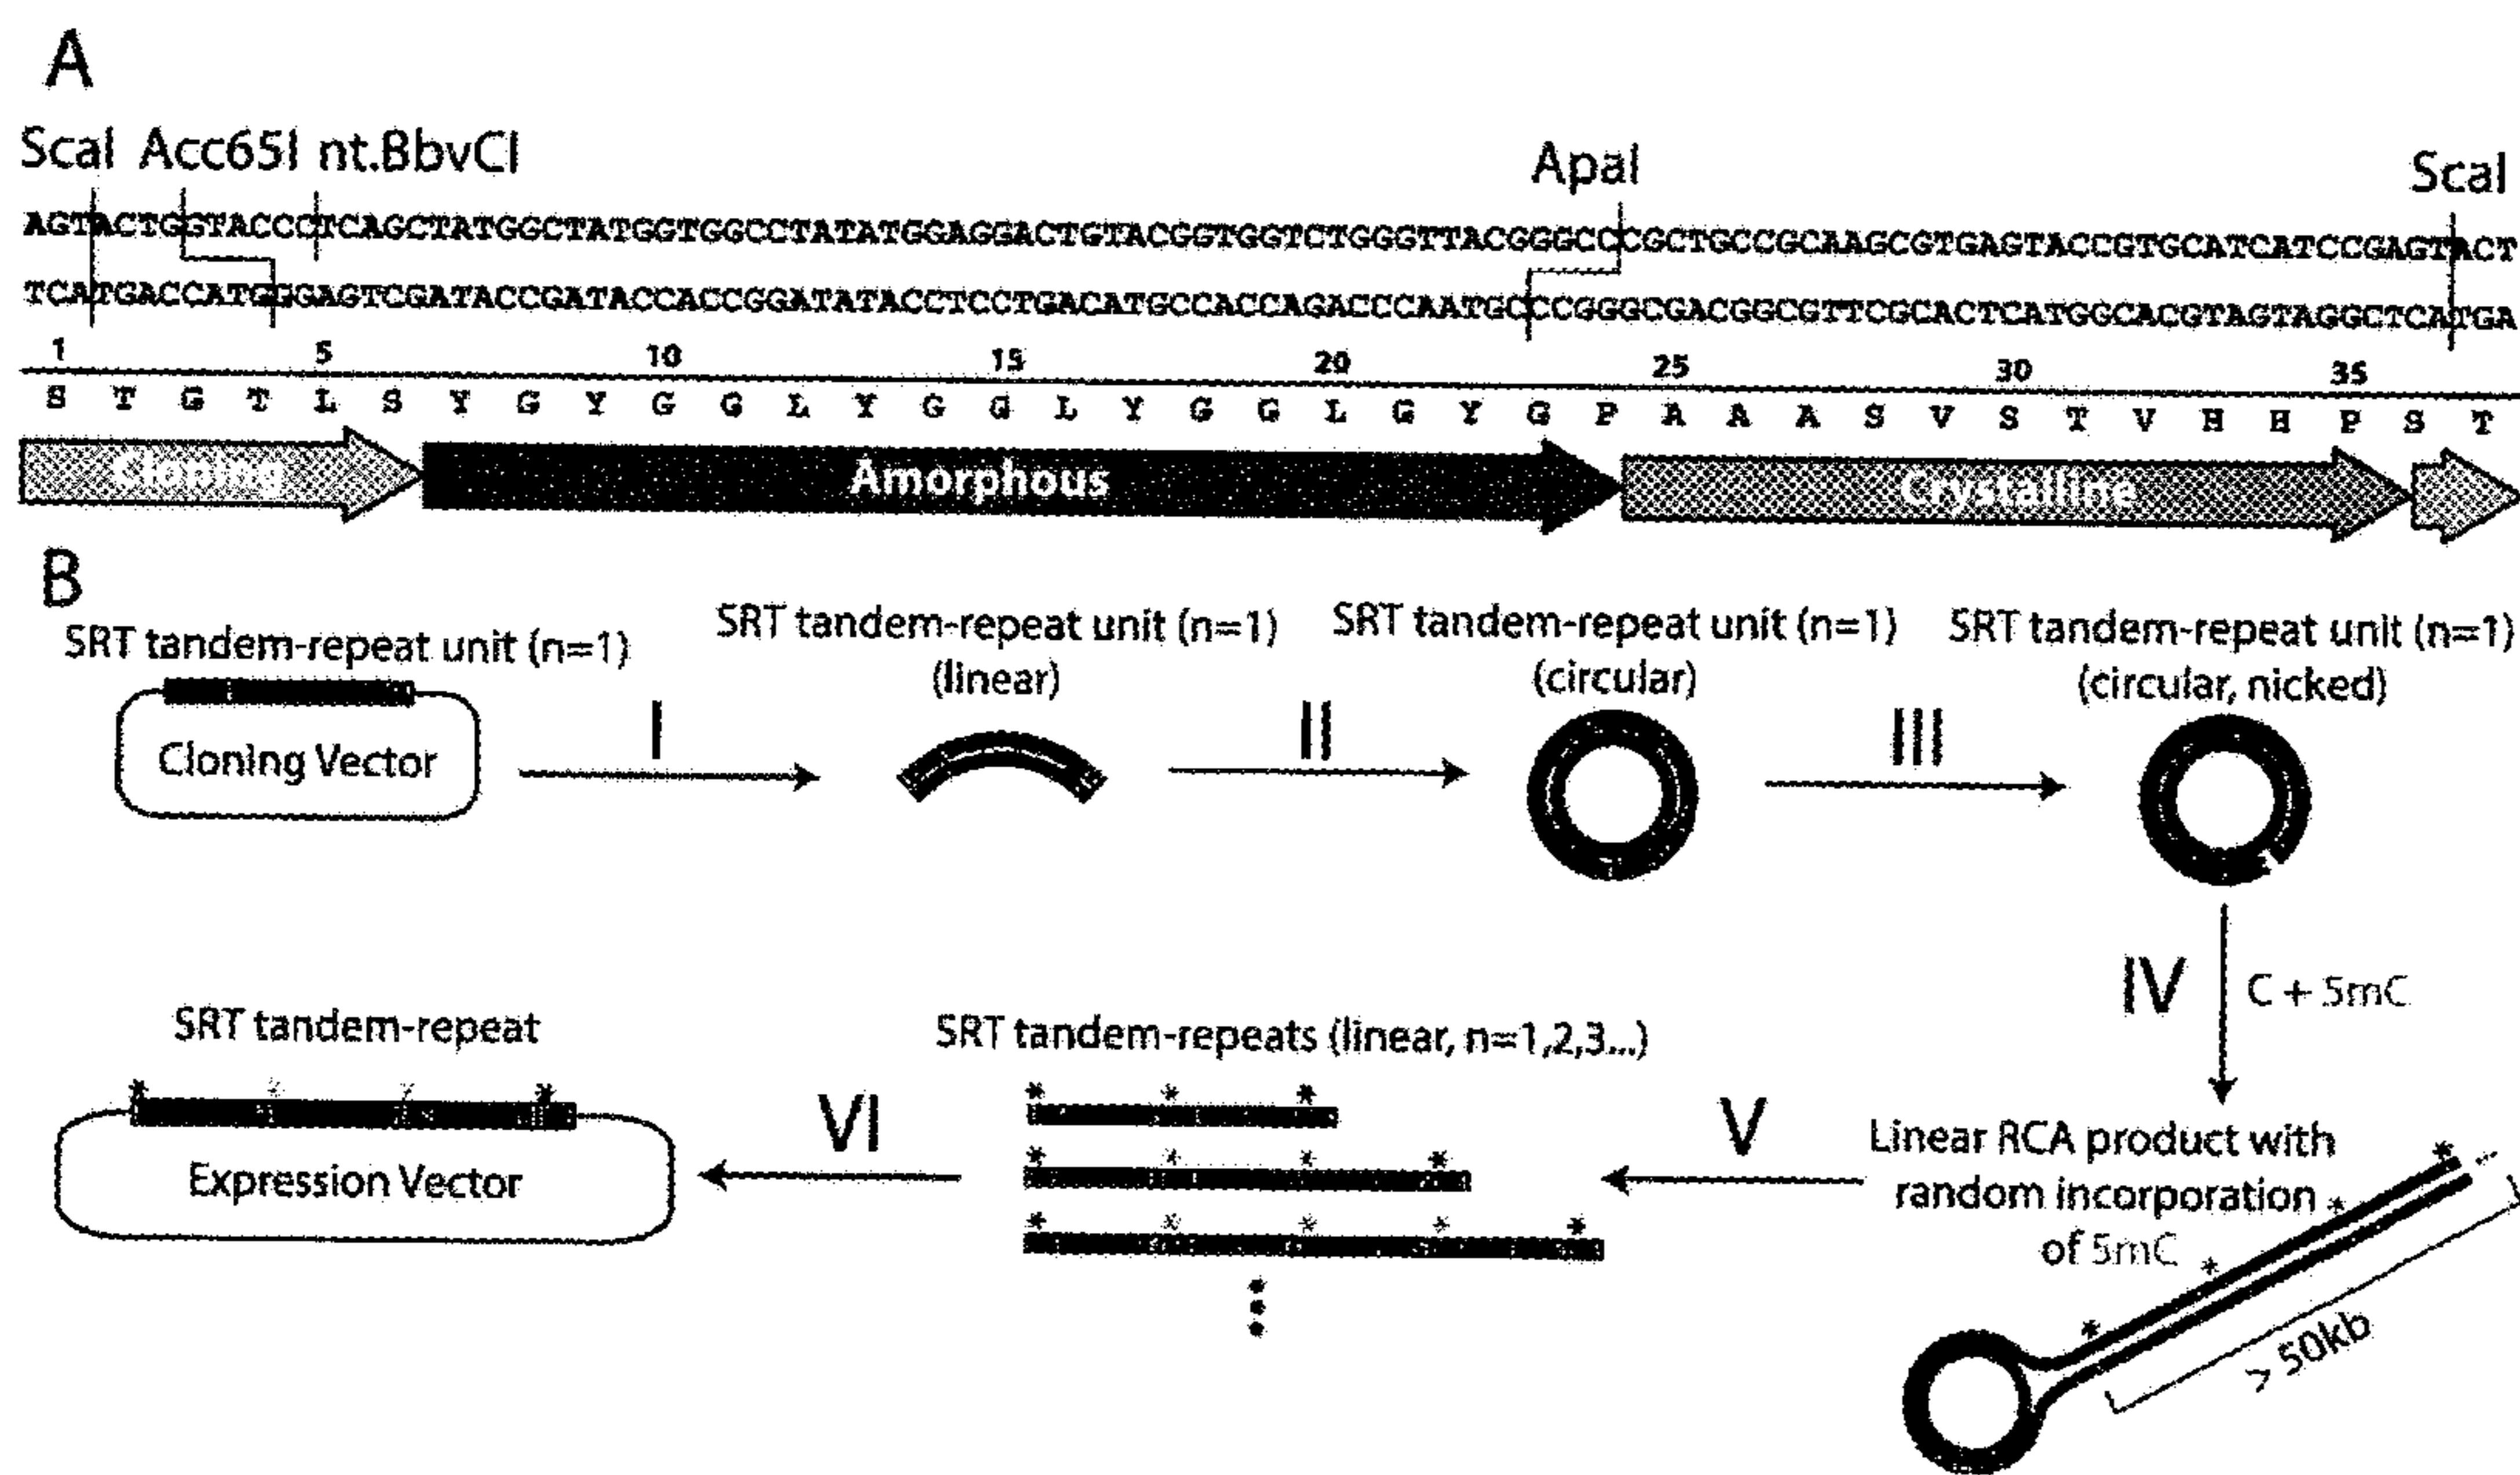 A
ScaI Acc65I nt.BbvCI ApaI ScaI
AGTACTGGTACCCTCAGCTATGGCTATGGTGGCCTATATGGAGGACTGTACGGTGGTCTGGGTTACGGGCCCGCTGCCGCAAGCGTGAGTACCGTGCATCATCCGAGTACT
TCATGACCATGGGAGTCGATACCGATACCACCGGATATACCTCCTGACATGCCACCAGACCCAATGCCCGGGCGACGGCGTTCGCACTCATGGCACGTAGTAGGCTCATGA
1 5 10 15 20 25 30 35
S T G T L S Y G Y G G L Y G G L Y G G L G Y G P A A A S V S T V H H P S T
Cloning Amorphous Crystalline
B
SRT tandem-repeat unit (n=1)
Cloning Vector
I
SRT tandem-repeat unit (n=1)
(linear)
II
SRT tandem-repeat unit (n=1)
(circular)
III
SRT tandem-repeat unit (n=1)
(circular, nicked)
IV
C + 5mC
Linear RCA product with
random incorporation
of 5mC
> 50kb
V
SRT tandem-repeats (linear, n=1,2,3...)
* * *
* * * *
* * * * *
VI
SRT tandem-repeat
* * * *
Expression Vector